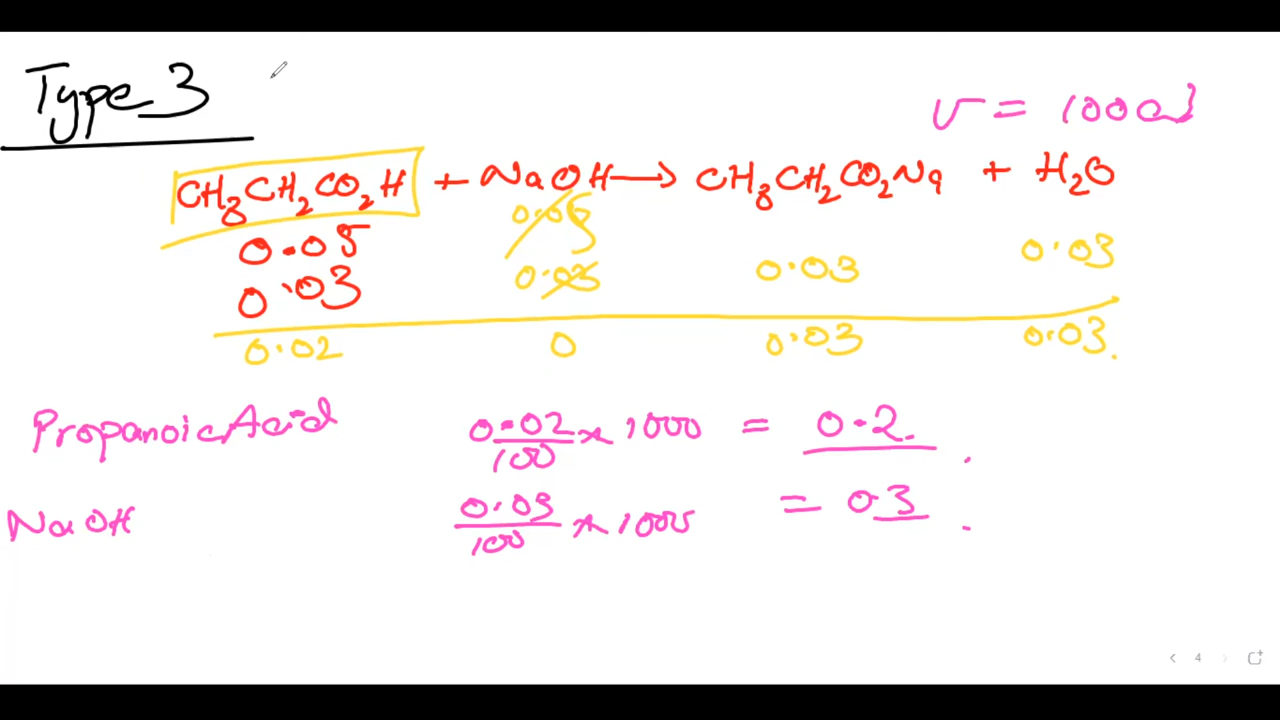 Type 3
V = 100
CH3CH2CO2H + NaOH → CH3CH2CO2Na + H2O
0.05
0.03 0.03 0.03 0.03
0.02 0 0.03 0.03.
Propanoic Acid 0.02/100 × 1000 = 0.2.
NaOH 0.03/100 × 1000 = 0.3
4